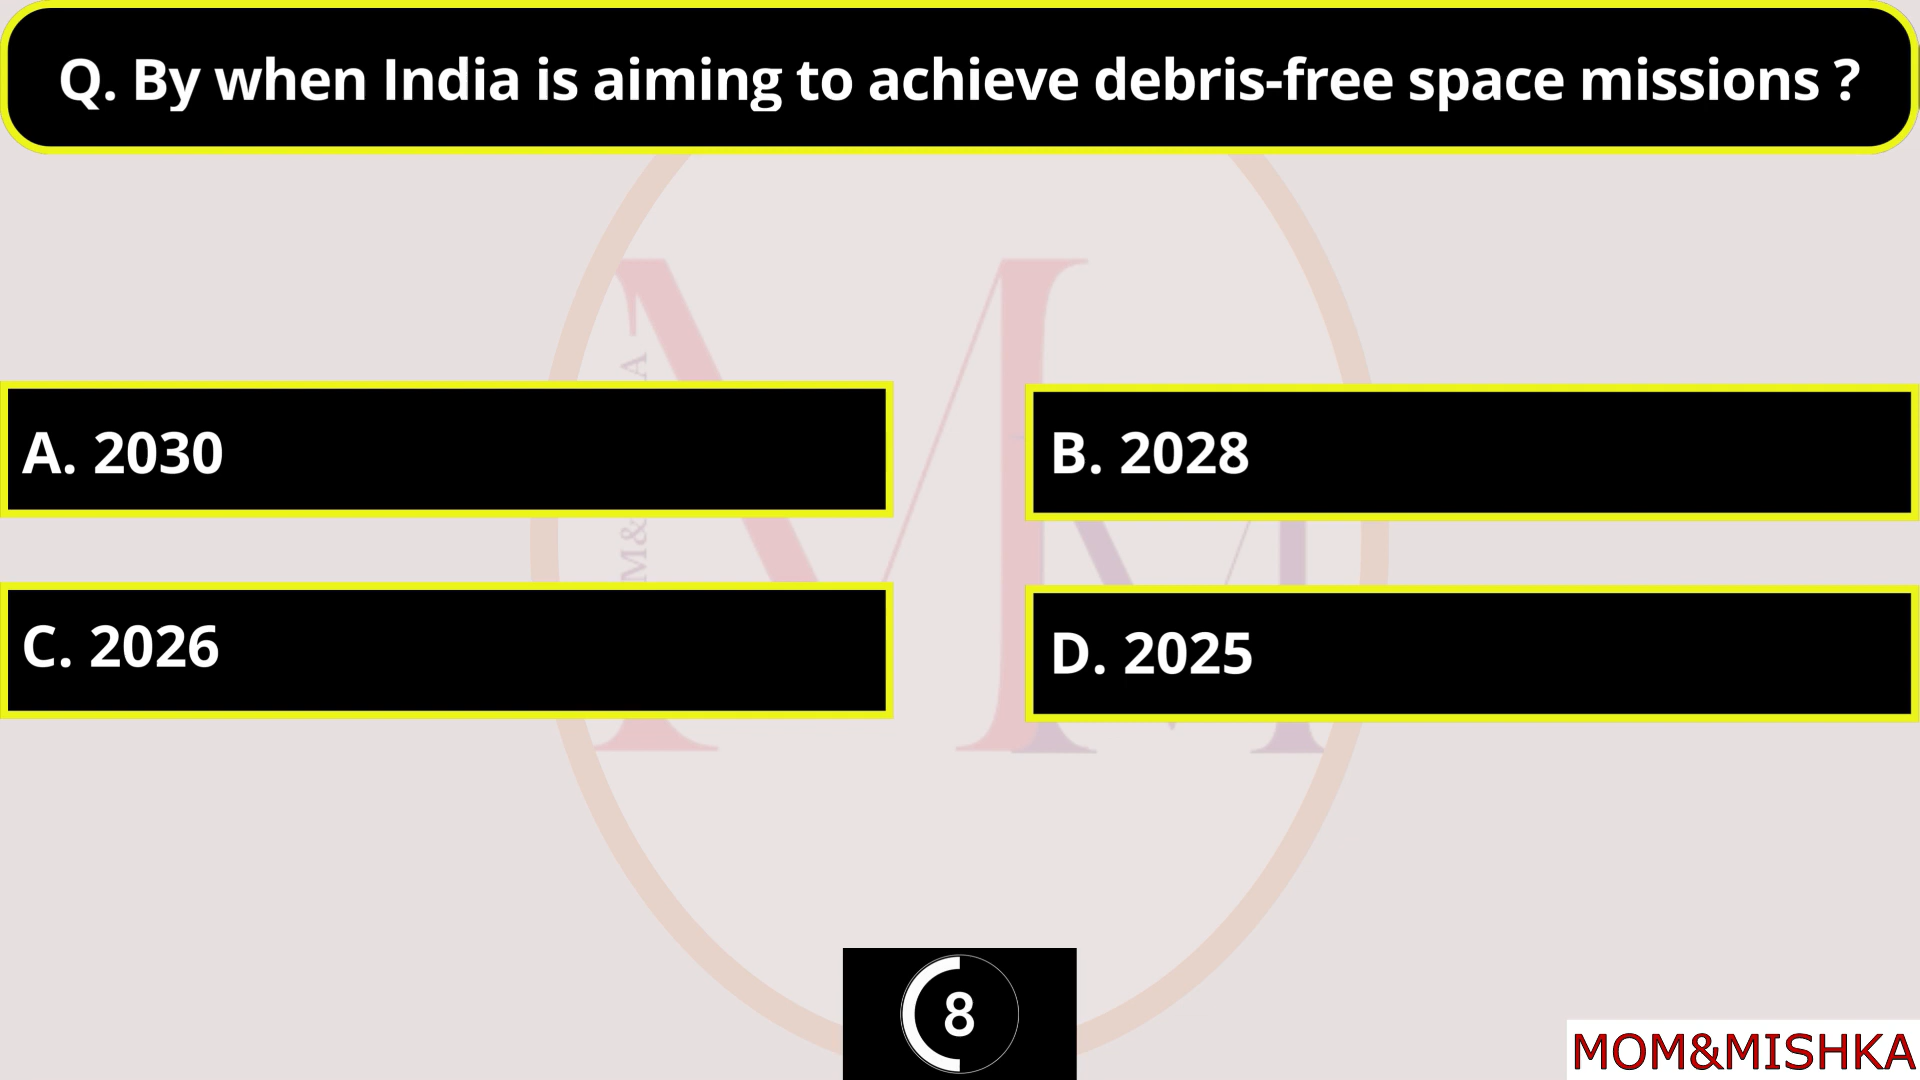 Q. By when India is aiming to achieve debris-free space missions ?
A. 2030
B. 2028
C. 2026
D. 2025
8
MOM&MISHKA